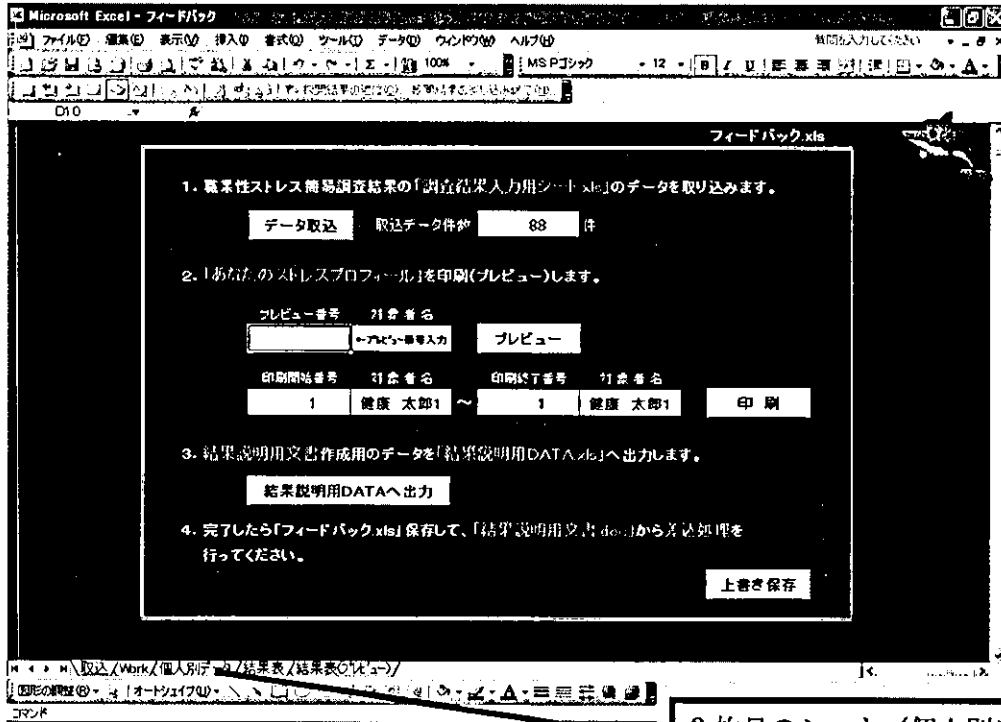 Microsoft Excel - フィードバック
ファイル(F) 編集(E) 表示(V) 挿入(I) 書式(O) ツール(T) データ(D) ウィンドウ(W) ヘルプ(H) 質問を入力してください
100% MS Pゴシック 12 B I U
D10 fx
フィードバック.xls
1. 職業性ストレス簡易調査結果の「調査結果入力用シート.xls」のデータを取り込みます。
データ取込 取込データ件数 88 件
2.「あなたのストレスプロフィール」を印刷(プレビュー)します。
プレビュー番号 対象者名
←プレビュー番号入力 プレビュー
印刷開始番号 対象者名 印刷終了番号 対象者名
1 健康 太郎1 ～ 1 健康 太郎1 印刷
3. 結果説明用文書作成用のデータを「結果説明用DATA.xls」へ出力します。
結果説明用DATAへ出力
4. 完了したら「フィードバック.xls」保存して、「結果説明用文書.doc」から差込処理を
行ってください。
上書き保存
取込/Work/個人別データ/結果表/結果表(プレビュー)/
図形の調整(R) オートシェイプ(U)
コマンド